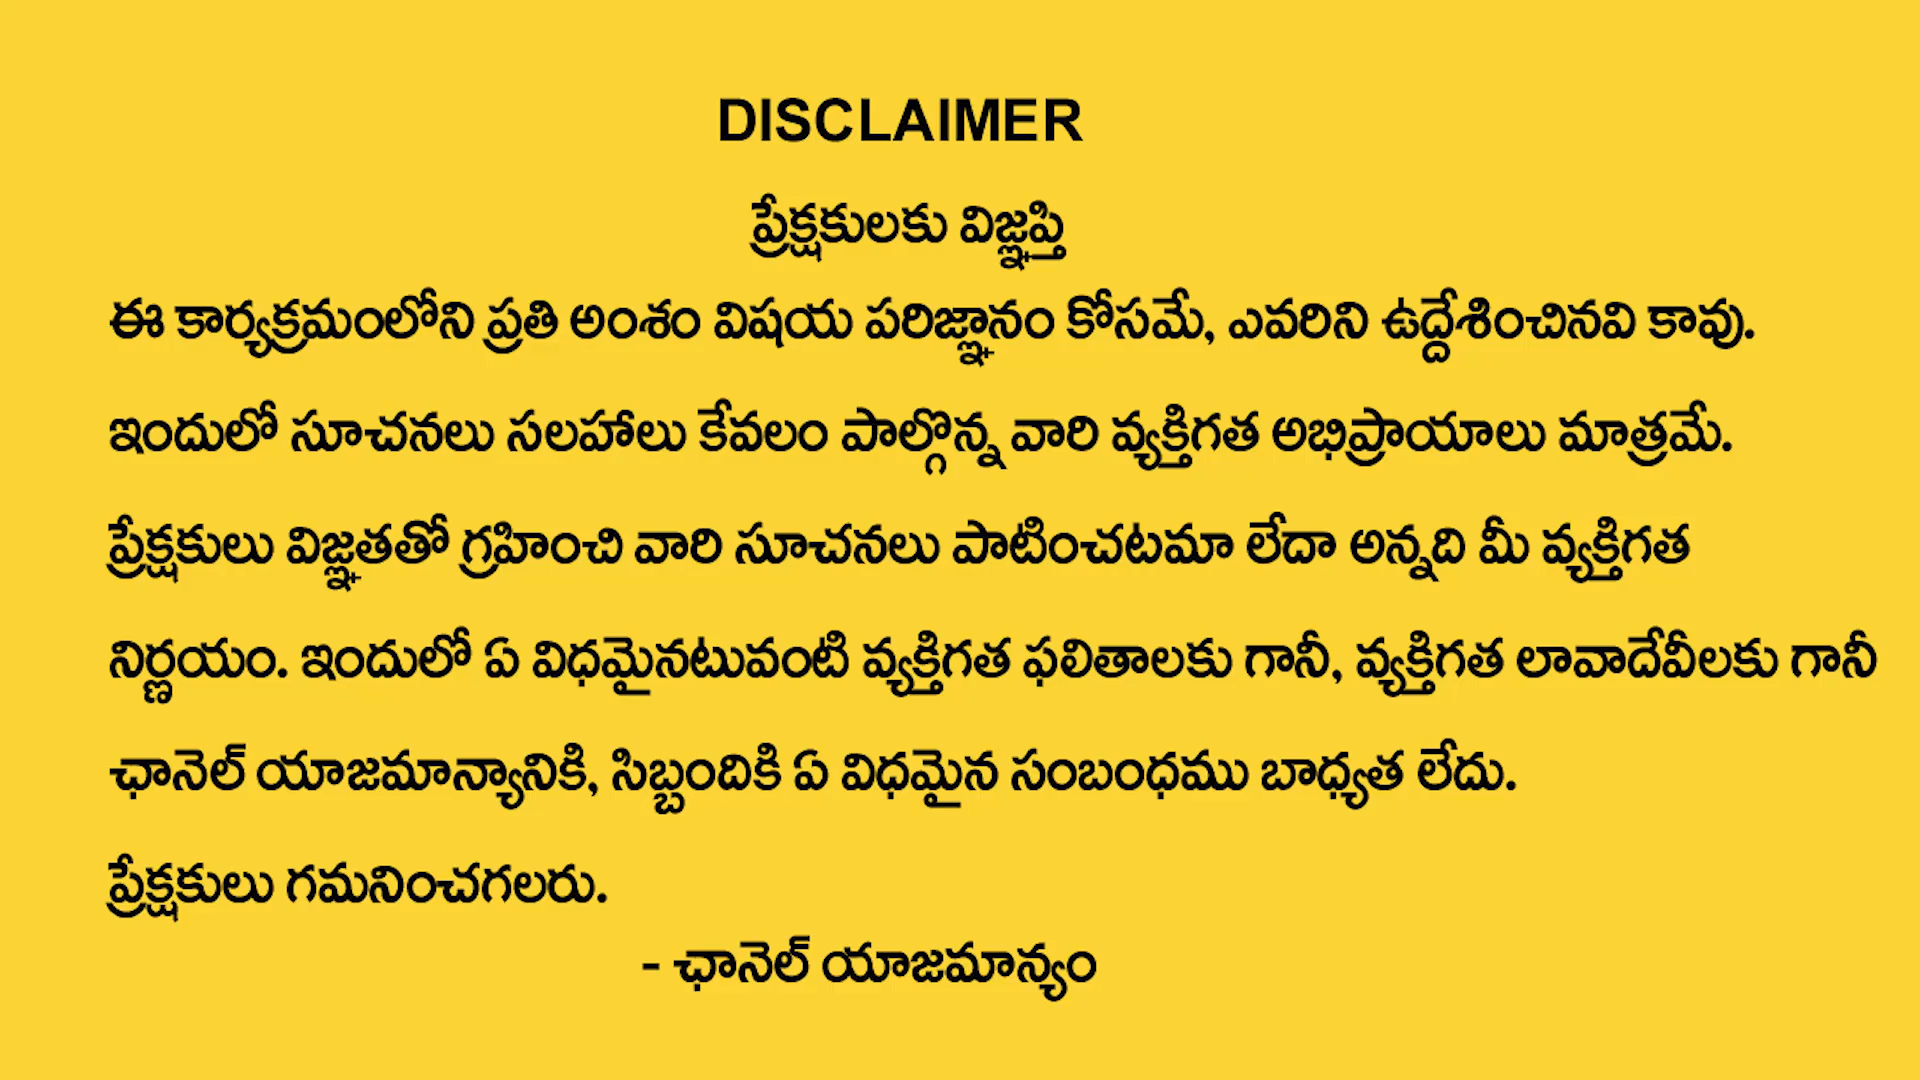 DISCLAIMER
ప్రేక్షకులకు విజ్ఞప్తి
ఈ కార్యక్రమంలోని ప్రతి అంశం విషయ పరిజ్ఞానం కోసమే, ఎవరిని ఉద్దేశించినవి కావు.
ఇందులో సూచనలు సలహాలు కేవలం పాల్గొన్న వారి వ్యక్తిగత అభిప్రాయాలు మాత్రమే.
ప్రేక్షకులు విజ్ఞతతో గ్రహించి వారి సూచనలు పాటించటమా లేదా అన్నది మీ వ్యక్తిగత
నిర్ణయం. ఇందులో ఏ విధమైనటువంటి వ్యక్తిగత ఫలితాలకు గానీ, వ్యక్తిగత లావాదేవీలకు గానీ
ఛానెల్ యాజమాన్యానికి, సిబ్బందికి ఏ విధమైన సంబంధము బాధ్యత లేదు.
ప్రేక్షకులు గమనించగలరు.
- ఛానెల్ యాజమాన్యం